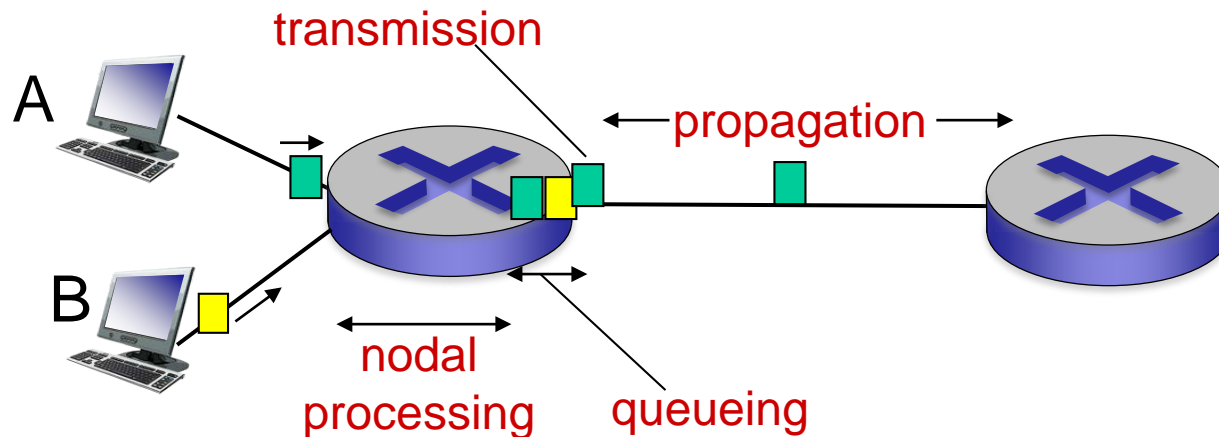 transmission
A
propagation
B
nodal
processing
queueing